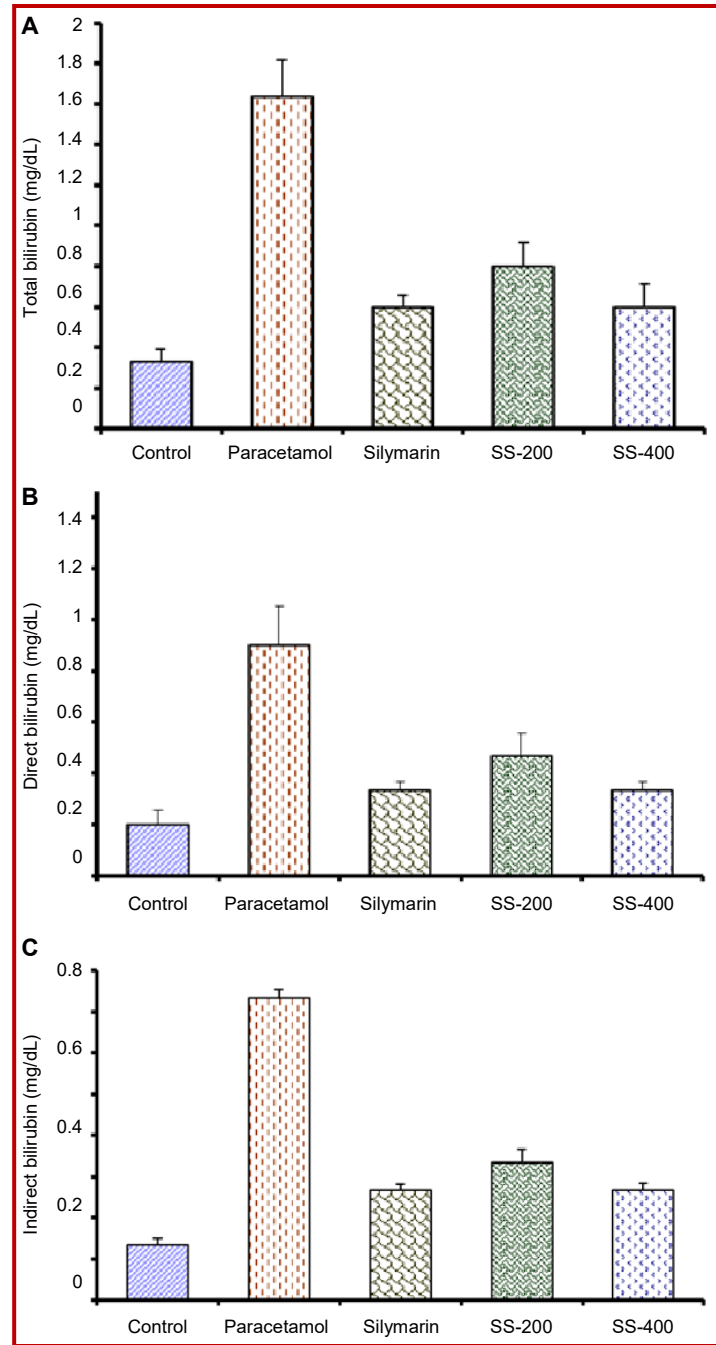 A
Total bilirubin (mg/dL)
2
1.8
1.6
1.4
1.2
1
0.8
0.6
0.4
0.2
0
Control Paracetamol Silymarin SS-200 SS-400
B
Direct bilirubin (mg/dL)
1.4
1.2
1
0.8
0.6
0.4
0.2
0
Control Paracetamol Silymarin SS-200 SS-400
C
Indirect bilirubin (mg/dL)
0.8
0.6
0.4
0.2
0
Control Paracetamol Silymarin SS-200 SS-400